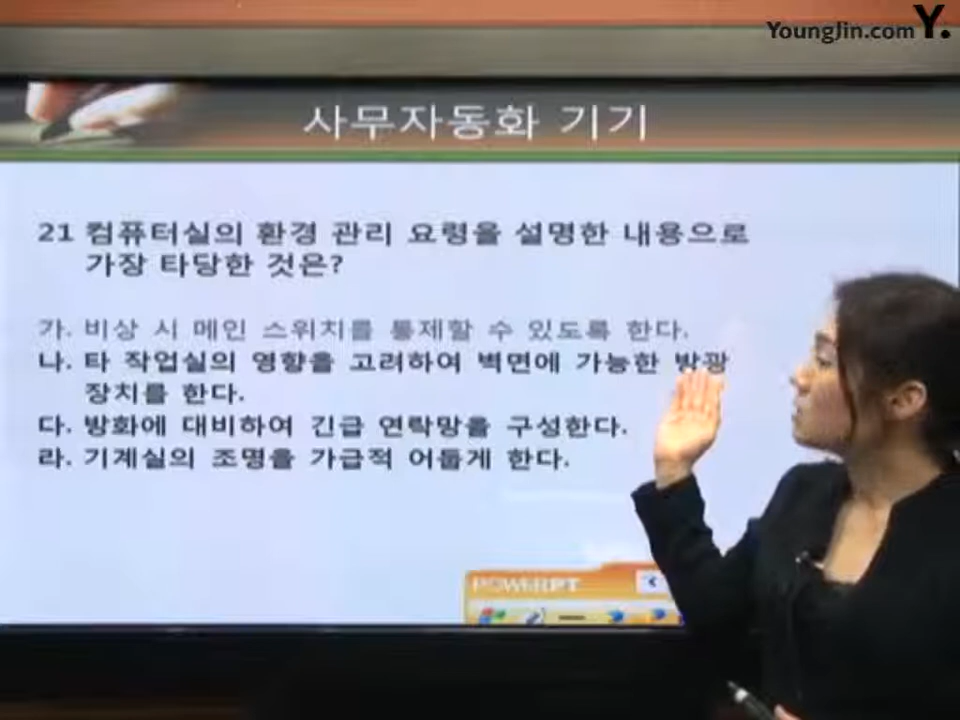 YoungJin.com Y.
사무자동화 기기
21 컴퓨터실의 환경 관리 요령을 설명한 내용으로
가장 타당한 것은?
가. 비상 시 메인 스위치를 통제할 수 있도록 한다.
나. 타 작업실의 영향을 고려하여 벽면에 가능한 방광
장치를 한다.
다. 방화에 대비하여 긴급 연락망을 구성한다.
라. 기계실의 조명을 가급적 어둡게 한다.
POWERPT